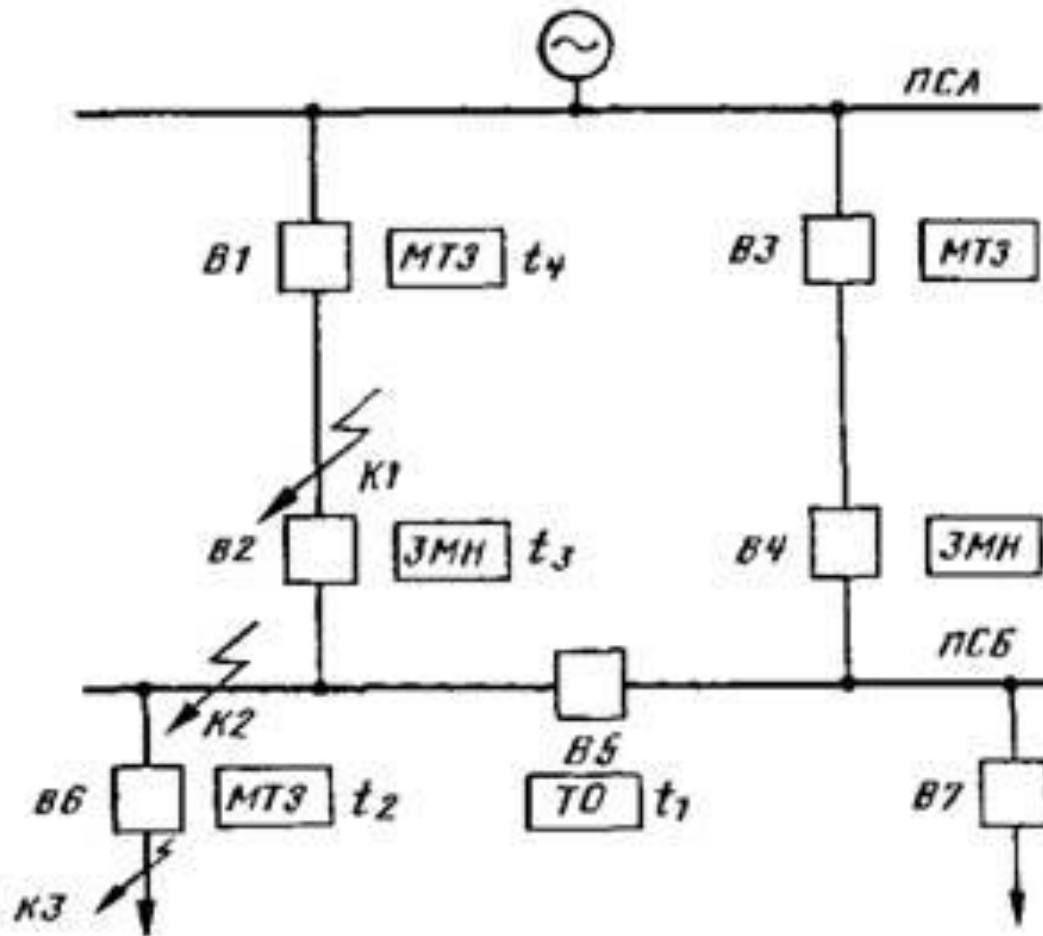 ПСА
В1 МТЗ t4
В3 МТЗ
К1
В2 ЗМН t3
В4 ЗМН
ПСБ
К2
В5
В6 МТЗ t2
ТО t1
В7
К3